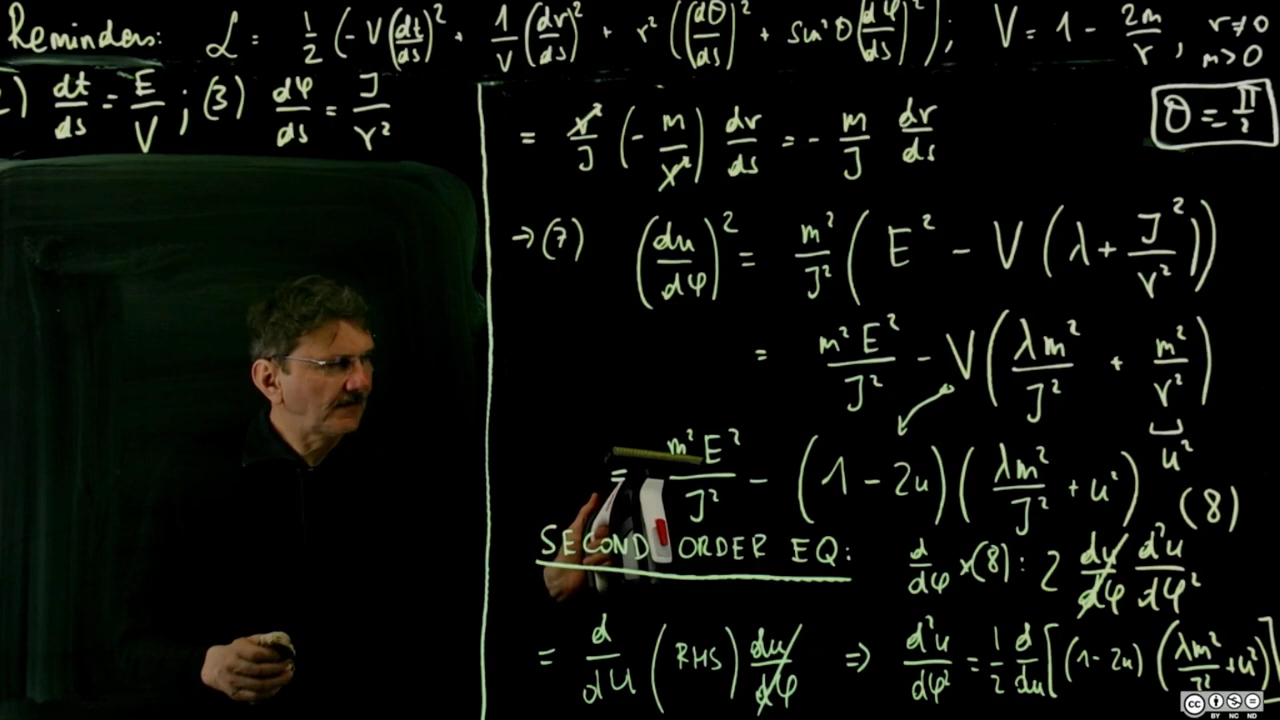 Reminders: ℒ = 1/2 (-V(dt/ds)² + 1/V (dr/ds)² + r² ((dθ/ds)² + sin²θ (dφ/ds)²)); V = 1 - 2m/r, r≠0 m>0
) dt/ds = E/V ; (3) dφ/ds = J/r²
θ = π/2
= r²/J (- m/r²) dr/ds = - m/J dr/ds
→ (7) (du/dφ)² = m²/J² (E² - V (λ + J²/r²))
= m²E²/J² - V (λm²/J² + m²/r²)
u²
= m²E²/J² - (1 - 2u) (λm²/J² + u²) (8)
SECOND ORDER EQ: d/dφ (8): 2 du/dφ d²u/dφ²
= d/du (RHS) du/dφ ⇒ d²u/dφ² = 1/2 d/du [(1-2u) (λm²/J² + u²)]
cc BY NC ND